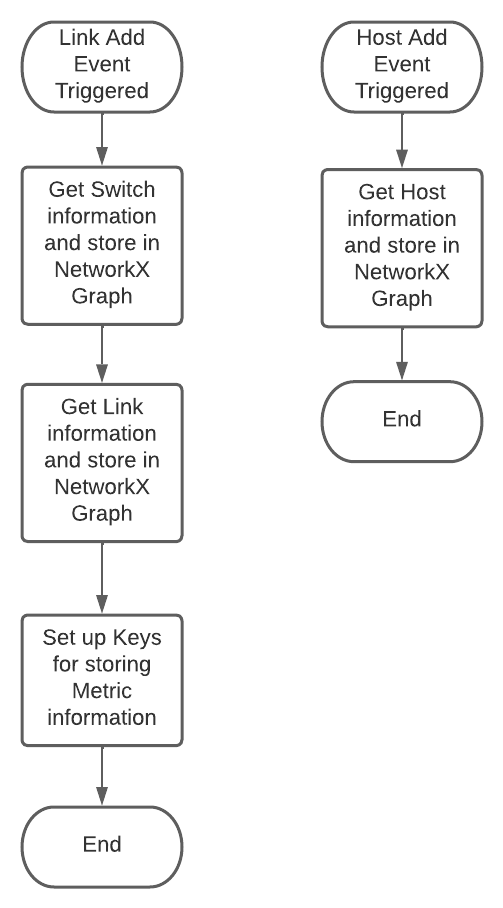 Link Add
Event
Triggered
Get Switch
information
and store in
NetworkX
Graph
Get Link
information
and store in
NetworkX
Graph
Set up Keys
for storing
Metric
information
End
Host Add
Event
Triggered
Get Host
information
and store in
NetworkX
Graph
End